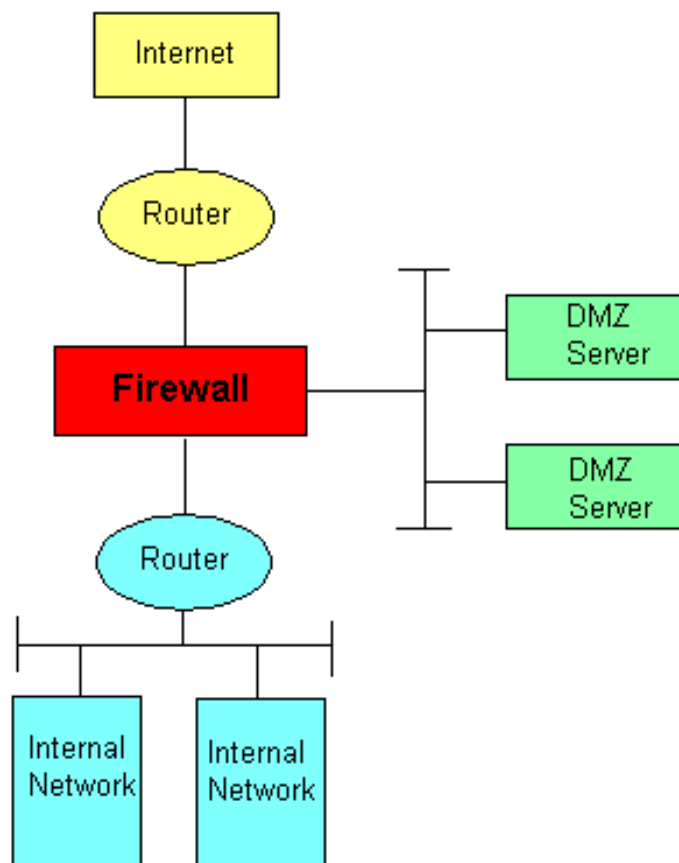 Internet
Router
Firewall
DMZ
Server
DMZ
Server
Router
Internal
Network
Internal
Network